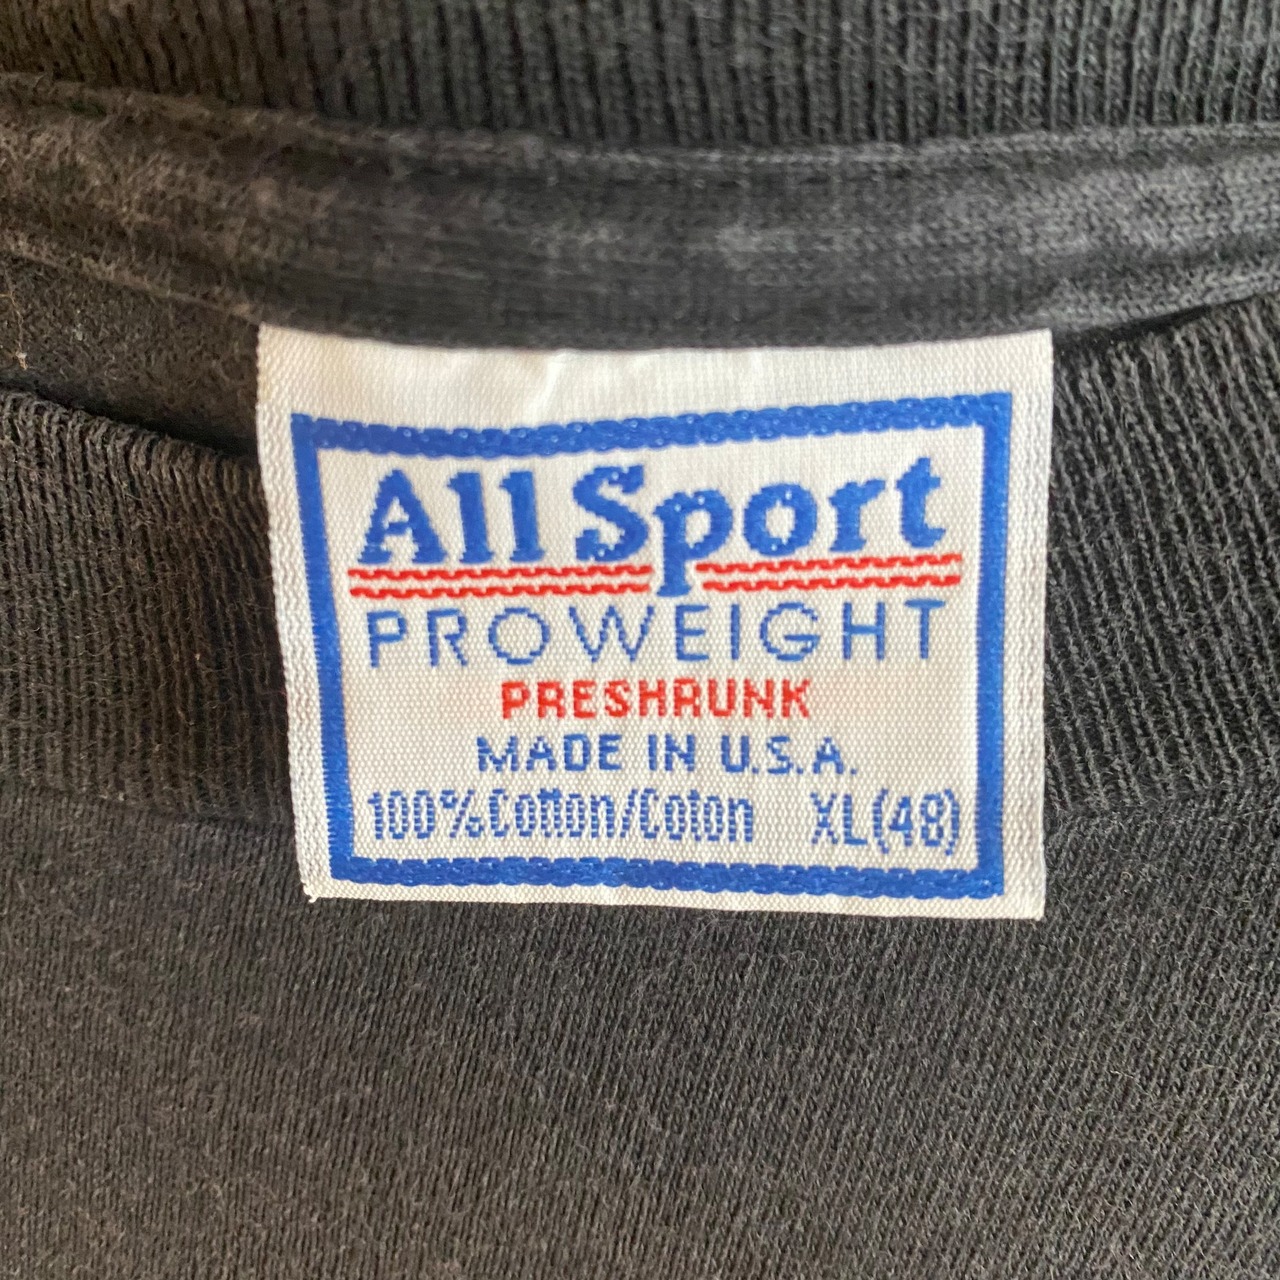 All Sport
PROWEIGHT
PRESHRUNK
MADE IN U.S.A.
100% Cotton/Coton XL(48)